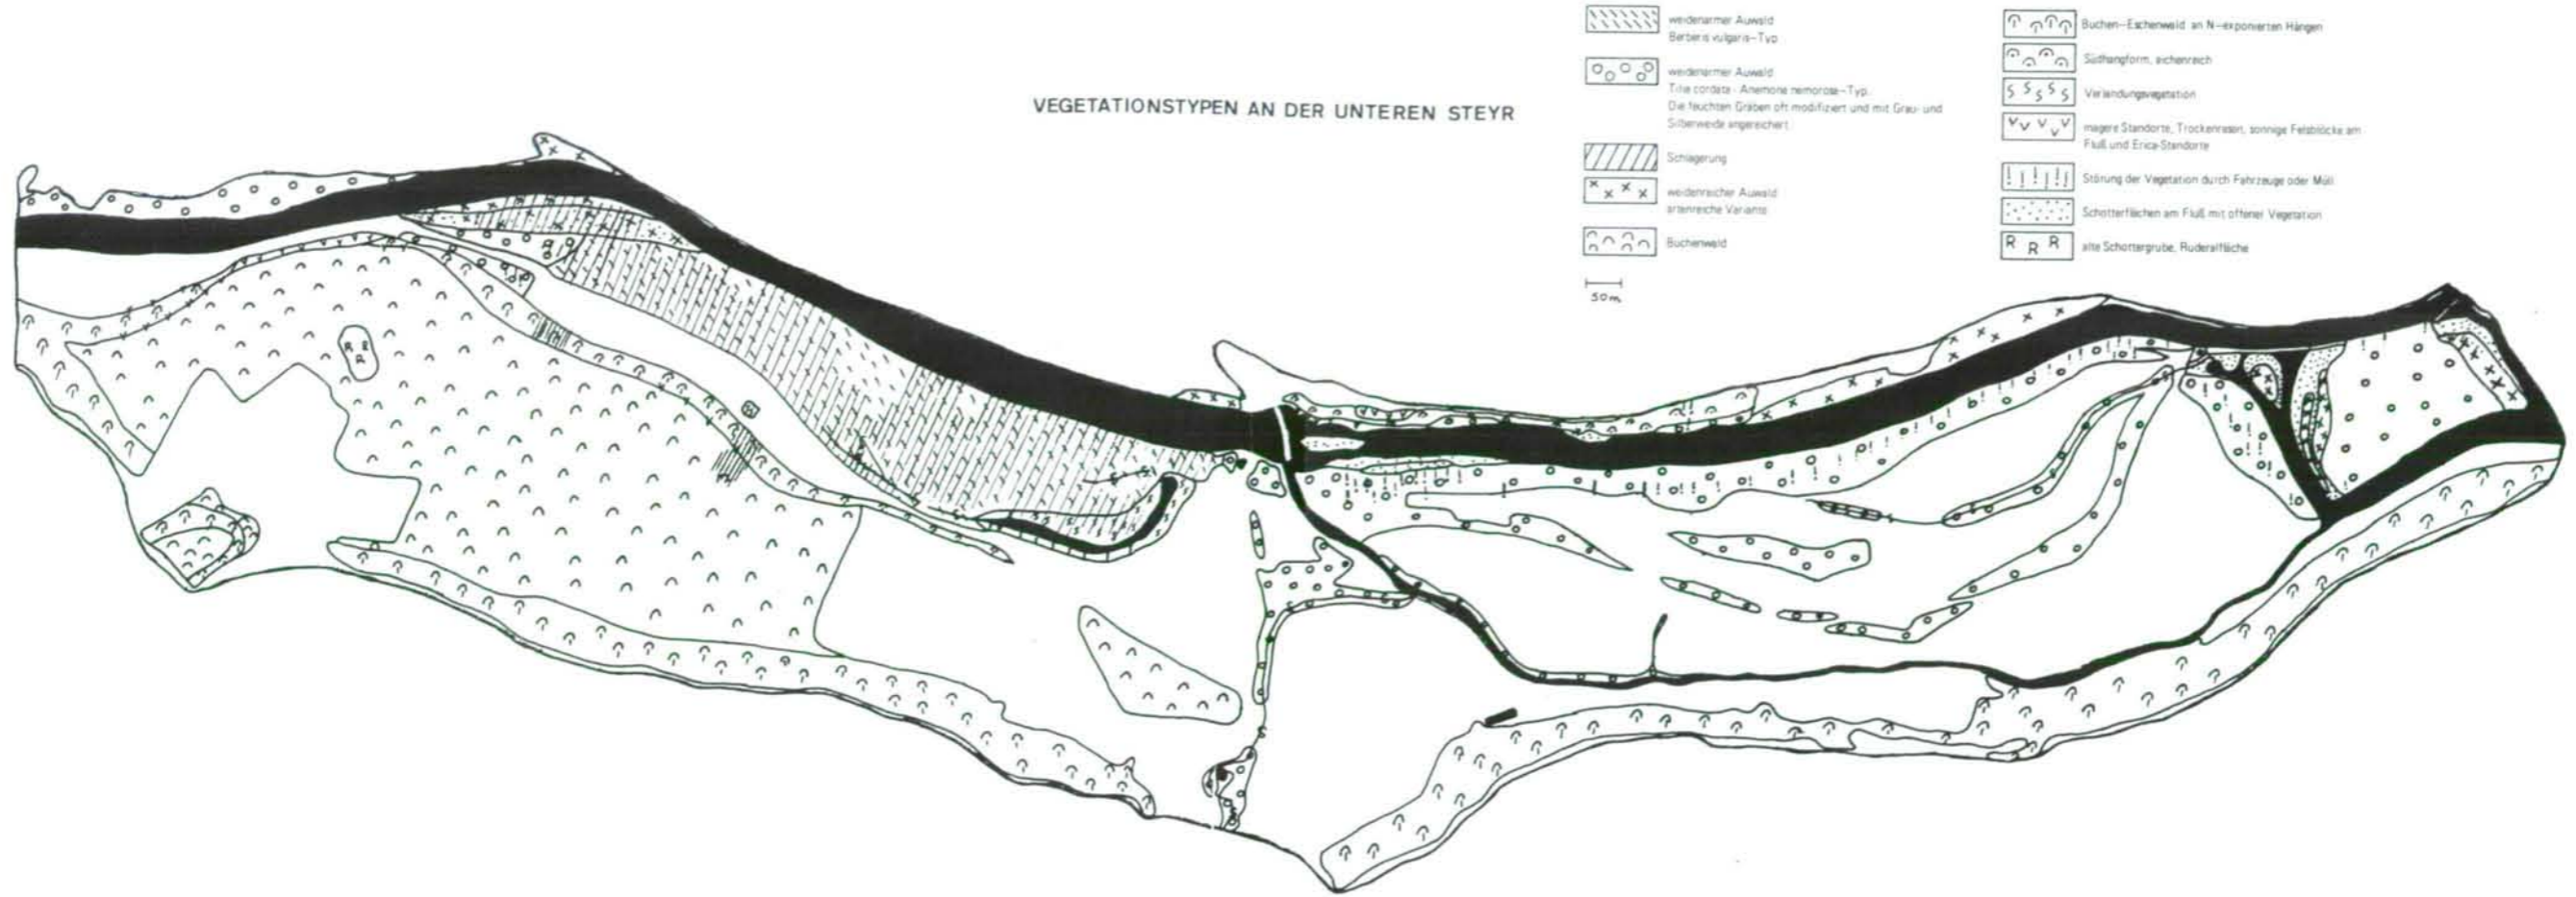 VEGETATIONSTYPEN AN DER UNTEREN STEYR
weidenarmer Auwald
Berberis vulgaris-Typ
weidenarmer Auwald
Tilia cordata - Anemone nemorosa-Typ.
Die feuchten Gräben oft modifiziert und mit Grau- und
Silberweide angereichert
Schlägerung
weidenreicher Auwald
artenreiche Variante
Buchenwald
50 m
Buchen-Eschenwald an N-exponierten Hängen
Südhangform, eichenreich
Verlandungsvegetation
magere Standorte, Trockenrasen, sonnige Felsblöcke am
Fluß und Erica-Standorte
Störung der Vegetation durch Fahrzeuge oder Müll
Schotterflächen am Fluß mit offener Vegetation
R R R
alte Schottergrube, Ruderalfläche
R R
R